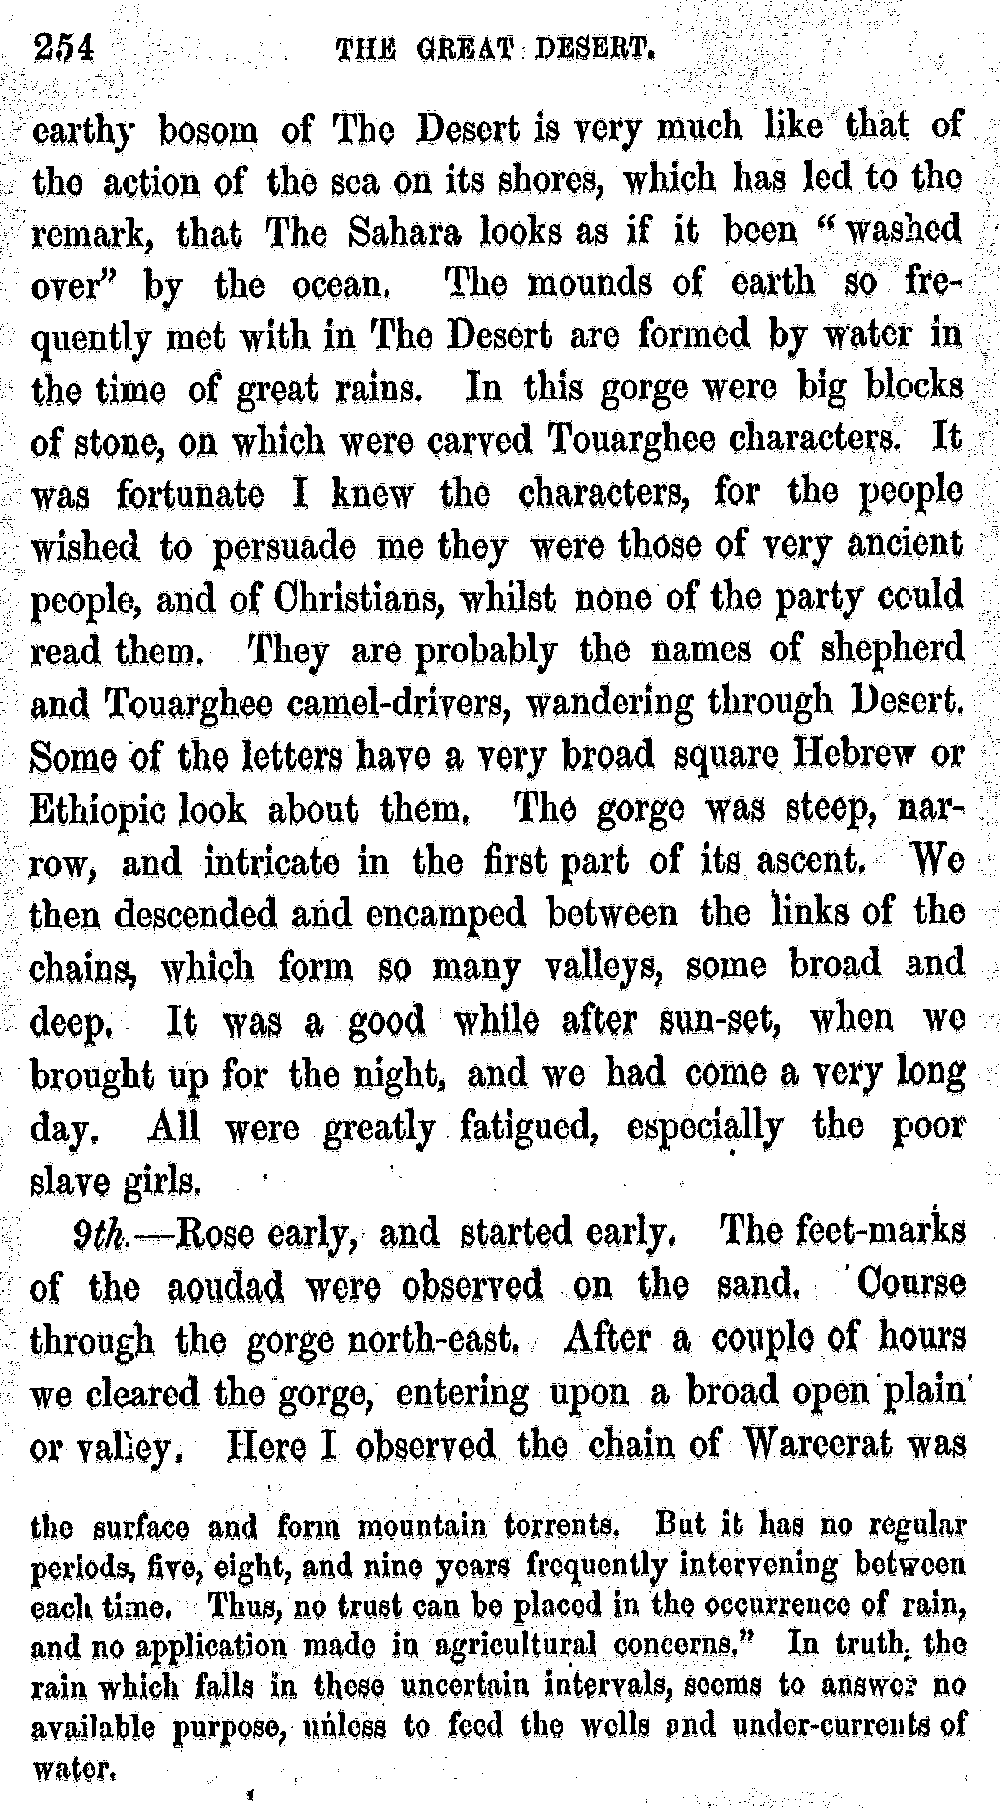 254 THE GREAT DESERT.
earthy bosom of The Desert is very much like that of
the action of the sea on its shores, which has led to the
remark, that The Sahara looks as if it been “washed
over” by the ocean. The mounds of earth so fre-
quently met with in The Desert are formed by water in
the time of great rains. In this gorge were big blocks
of stone, on which were carved Touarghee characters. It
was fortunate I knew the characters, for the people
wished to persuade me they were those of very ancient
people, and of Christians, whilst none of the party could
read them. They are probably the names of shepherd
and Touarghee camel-drivers, wandering through Desert.
Some of the letters have a very broad square Hebrew or
Ethiopic look about them. The gorge was steep, nar-
row, and intricate in the first part of its ascent. We
then descended and encamped between the links of the
chains, which form so many valleys, some broad and
deep. It was a good while after sun-set, when we
brought up for the night, and we had come a very long
day. All were greatly fatigued, especially the poor
slave girls.
9th.—Rose early, and started early. The feet-marks
of the aoudad were observed on the sand. Course
through the gorge north-east. After a couple of hours
we cleared the gorge, entering upon a broad open plain
or valley. Here I observed the chain of Wareerat was
the surface and form mountain torrents. But it has no regular
periods, five, eight, and nine years frequently intervening between
each time. Thus, no trust can be placed in the occurrence of rain,
and no application made in agricultural concerns.” In truth, the
rain which falls in these uncertain intervals, seems to answer no
available purpose, unless to feed the wells and under-currents of
water.